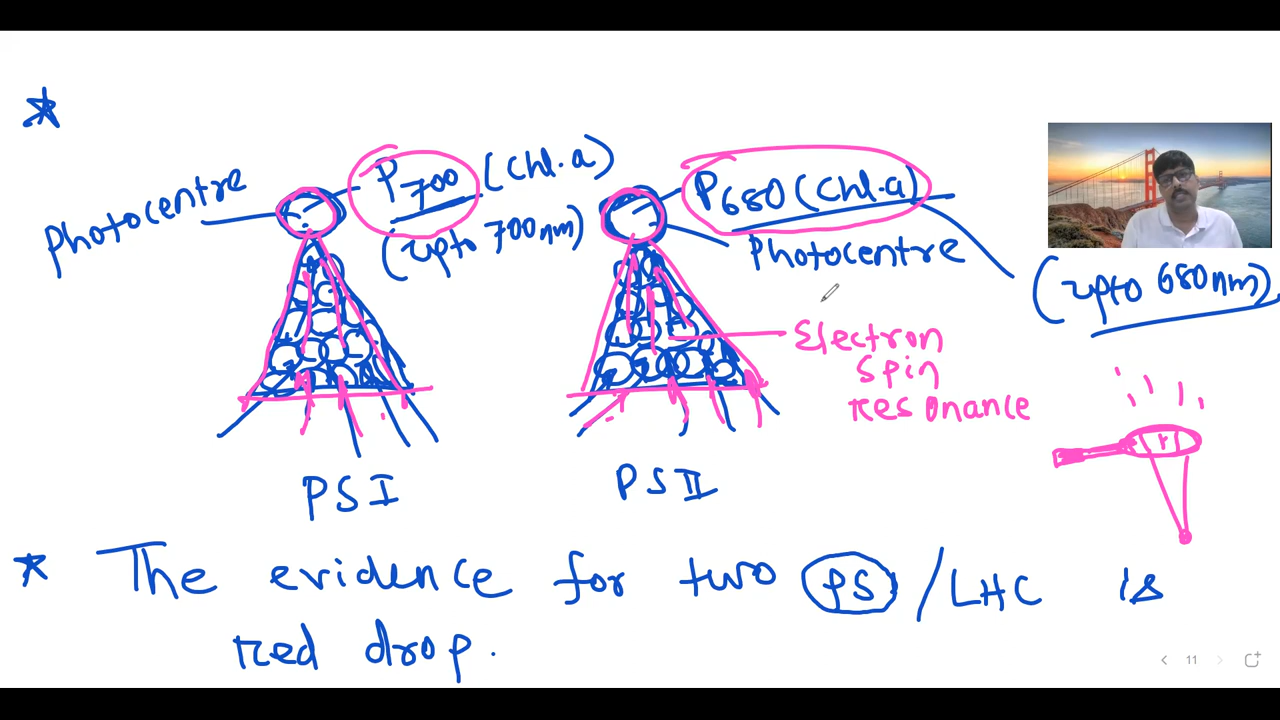 Photocentre
P700 (Chl.a)
(upto 700nm)
P680 (Chl.a)
Photocentre
(upto 680nm)
Electron
spin
Resonance
PS I
PS II
The evidence for two PS / LHC is
Red drop.
11